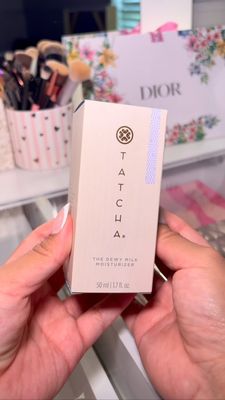 DIOR
TATCHA®
THE DEWY MILK
MOISTURIZER
50 ml | 1.7 fl. oz.